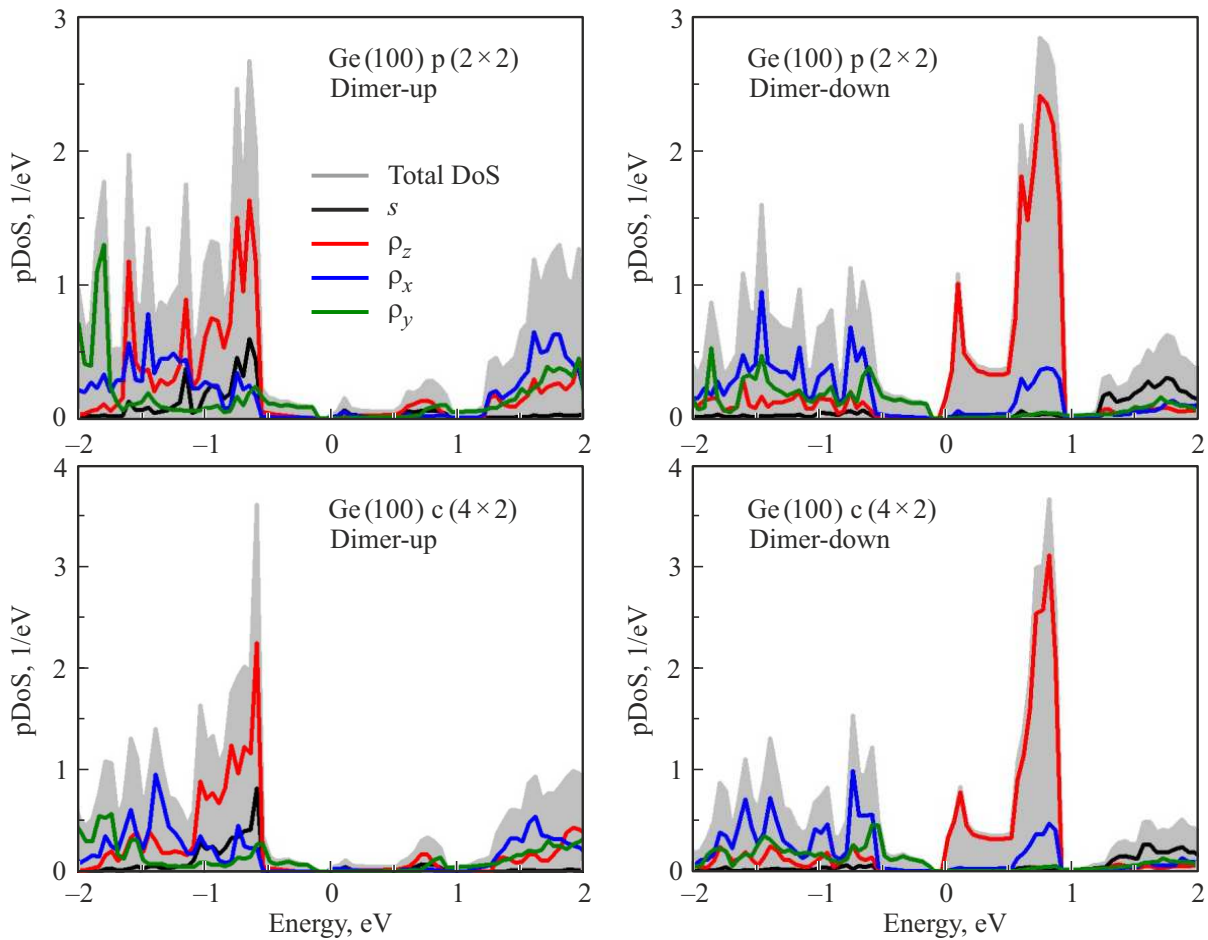 3
2
1
0
pDoS, 1/eV
Ge(100) p(2×2)
Dimer-up
Total DoS
s
ρz
ρx
ρy
−2
−1
0
1
2
3
2
1
0
pDoS, 1/eV
Ge(100) p(2×2)
Dimer-down
−2
−1
0
1
2
4
3
2
1
0
pDoS, 1/eV
Ge(100) c(4×2)
Dimer-up
−2
−1
0
1
2
Energy, eV
4
3
2
1
0
pDoS, 1/eV
Ge(100) c(4×2)
Dimer-down
−2
−1
0
1
2
Energy, eV